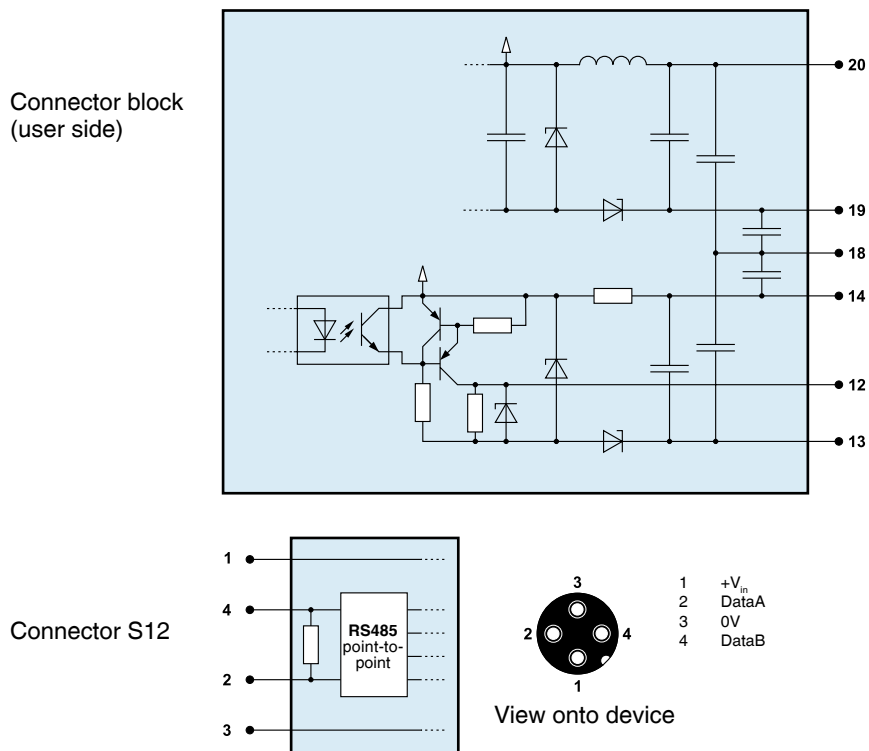 Connector block
(user side)
20
19
18
14
12
13
Connector S12
1
4
2
3
RS485
point-to-
point
3
2
4
1
View onto device
1 +Vin
2 DataA
3 0V
4 DataB